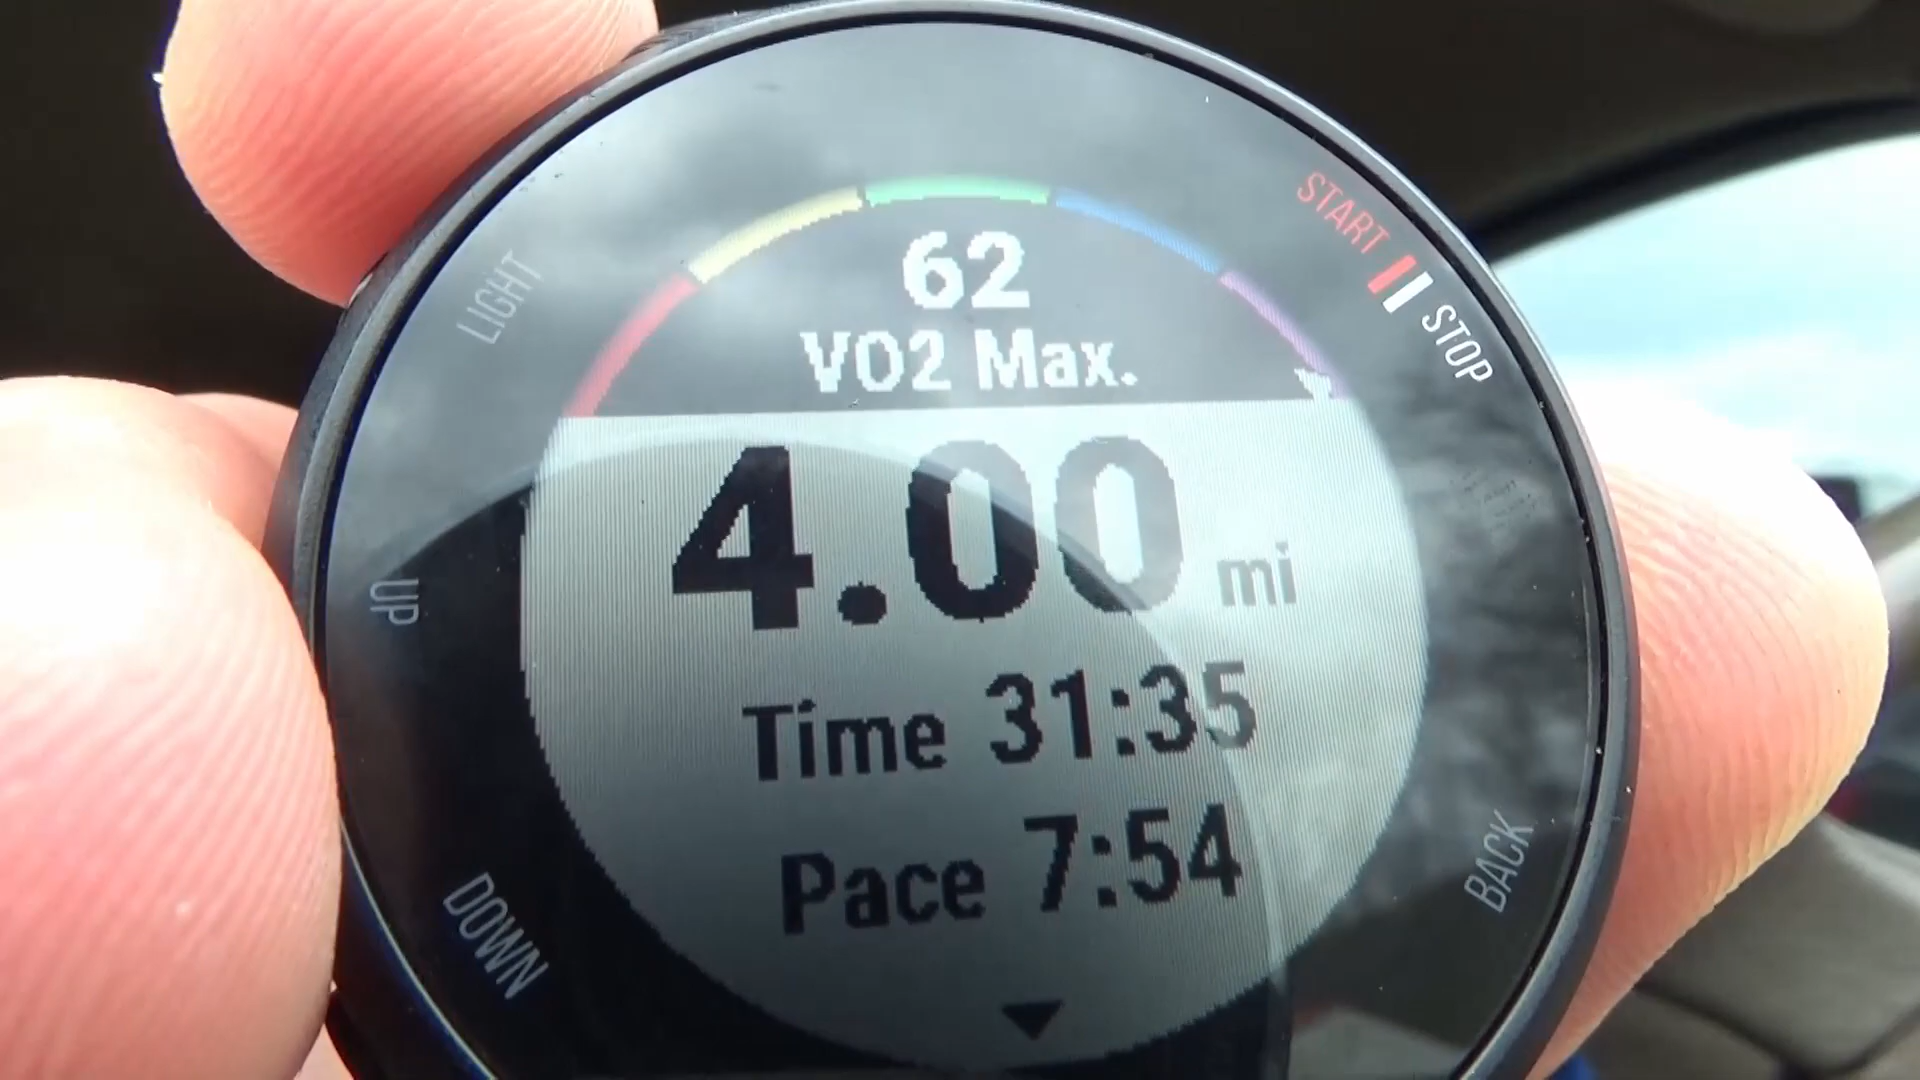 LIGHT
START
STOP
62
VO2 Max.
4.00 mi
UP
Time 31:35
Pace 7:54
DOWN
BACK